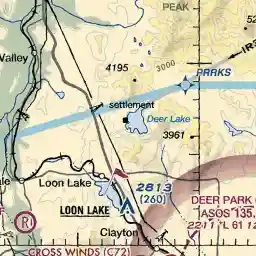 PEAK
Valley
4195
3000
IR3
PRRKS
settlement
Deer Lake
3961
Loon Lake
2813
(260)
LOON LAKE
DEER PARK
ASOS 135.
Clayton
R
CROSS WINDS (C72)